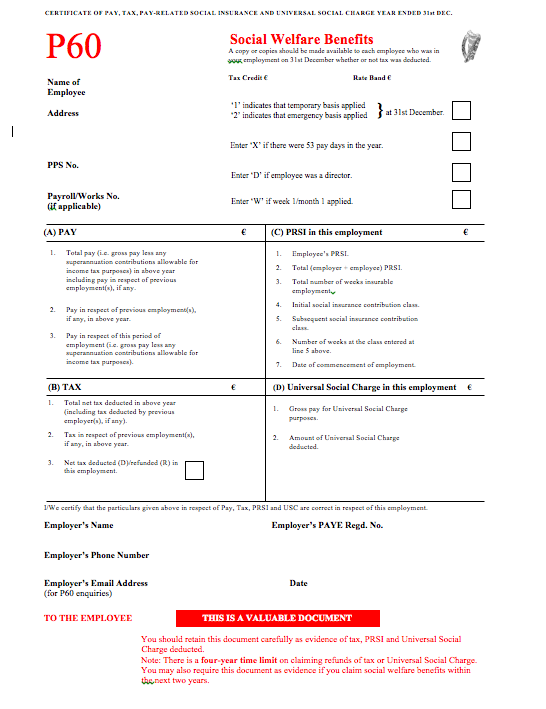 CERTIFICATE OF PAY, TAX, PAY-RELATED SOCIAL INSURANCE AND UNIVERSAL SOCIAL CHARGE YEAR ENDED 31st DEC.
P60
Social Welfare Benefits
A copy or copies should be made available to each employee who was in
your employment on 31st December whether or not tax was deducted.
Tax Credit € Rate Band €
Name of
Employee
Address
‘1’ indicates that temporary basis applied
‘2’ indicates that emergency basis applied
} at 31st December.
Enter ‘X’ if there were 53 pay days in the year.
PPS No.
Enter ‘D’ if employee was a director.
Payroll/Works No.
(if applicable)
Enter ‘W’ if week 1/month 1 applied.
(A) PAY €
1. Total pay (i.e. gross pay less any
superannuation contributions allowable for
income tax purposes) in above year
including pay in respect of previous
employment(s), if any.
2. Pay in respect of previous employment(s),
if any, in above year.
3. Pay in respect of this period of
employment (i.e. gross pay less any
superannuation contributions allowable for
income tax purposes).
(C) PRSI in this employment €
1. Employee’s PRSI.
2. Total (employer + employee) PRSI.
3. Total number of weeks insurable
employment.
4. Initial social insurance contribution class.
5. Subsequent social insurance contribution
class.
6. Number of weeks at the class entered at
line 5 above.
7. Date of commencement of employment.
(B) TAX €
1. Total net tax deducted in above year
(including tax deducted by previous
employer(s), if any).
2. Tax in respect of previous employment(s),
if any, in above year.
3. Net tax deducted (D)/refunded (R) in
this employment.
(D) Universal Social Charge in this employment €
1. Gross pay for Universal Social Charge
purposes.
2. Amount of Universal Social Charge
deducted.
I/We certify that the particulars given above in respect of Pay, Tax, PRSI and USC are correct in respect of this employment.
Employer’s Name Employer’s PAYE Regd. No.
Employer’s Phone Number
Employer’s Email Address Date
(for P60 enquiries)
TO THE EMPLOYEE THIS IS A VALUABLE DOCUMENT
You should retain this document carefully as evidence of tax, PRSI and Universal Social
Charge deducted.
Note: There is a four-year time limit on claiming refunds of tax or Universal Social Charge.
You may also require this document as evidence if you claim social welfare benefits within
the next two years.